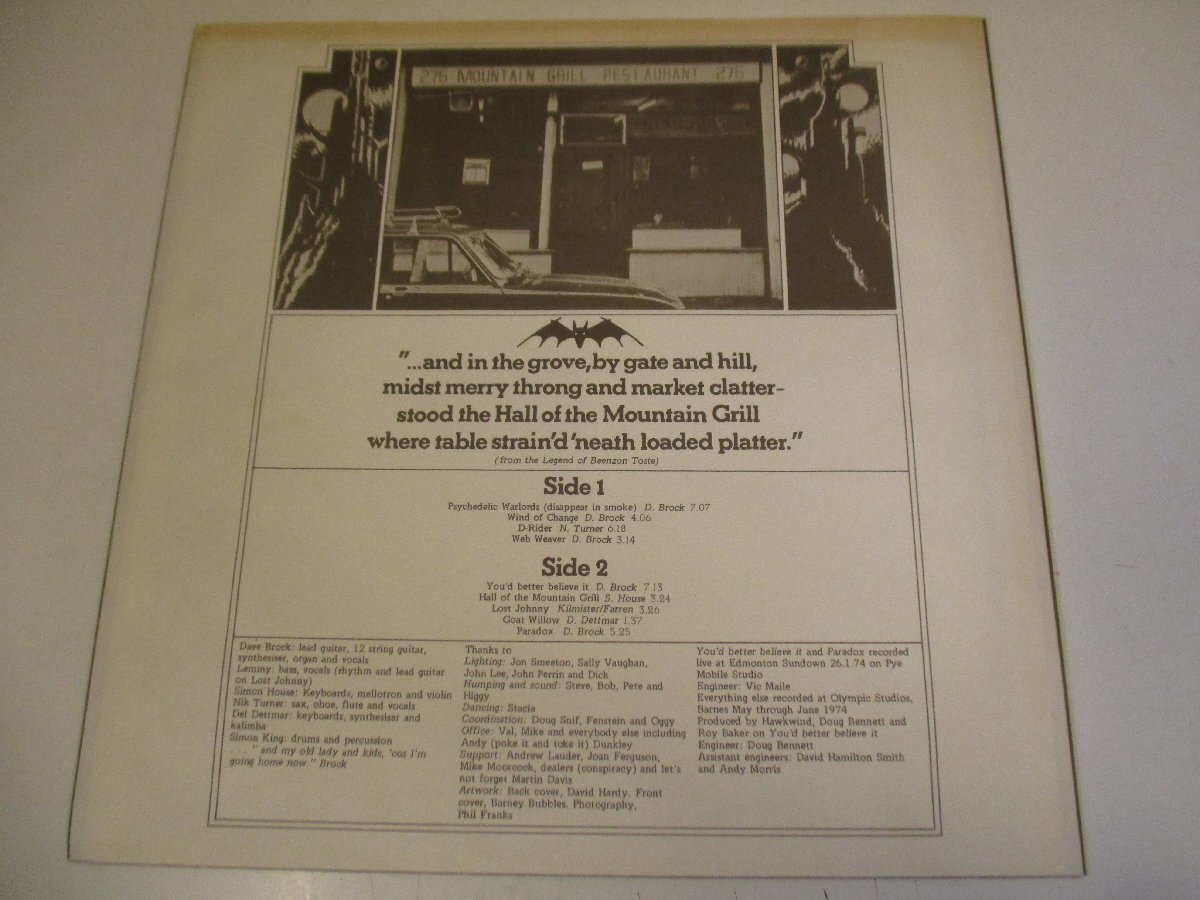 275 MOUNTAIN GRILL RESTAURANT 275
"...and in the grove, by gate and hill,
midst merry throng and market clatter-
stood the Hall of the Mountain Grill
where table strain'd 'neath loaded platter."
(from the Legend of Beenzon Toste)
Side 1
Psychedelic Warlords (disappear in smoke) D. Brock 7.07
Wind of Change D. Brock 4.06
D-Rider N. Turner 6.18
Web Weaver D. Brock 3.14
Side 2
You'd better believe it D. Brock 7.13
Hall of the Mountain Grill S. House 3.24
Lost Johnny Kilmister/Farren 3.26
Goat Willow D. Dettmar 1.37
Paradox D. Brock 5.25
Dave Brock: lead guitar, 12 string guitar,
synthesiser, organ and vocals
Lemmy: bass, vocals (rhythm and lead guitar
on Lost Johnny)
Simon House: Keyboards, mellotron and violin
Nik Turner: sax, oboe, flute and vocals
Del Dettmar: keyboards, synthesiser and
kalimba
Simon King: drums and percussion
. . . " and my old lady and kids, 'cos I'm
going home now." Brock
Thanks to
Lighting: Jon Smeeton, Sally Vaughan,
John Lee, John Perrin and Dick
Humping and sound: Steve, Bob, Pete and
Higgy
Dancing: Stacia
Coordination: Doug Snif, Fenstein and Oggy
Office: Val, Mike and everybody else including
Andy (poke it and toke it) Dunkley
Support: Andrew Lauder, Joan Ferguson,
Mike Moorcock, dealers (conspiracy) and let's
not forget Martin Davis
Artwork: Back cover, David Hardy. Front
cover, Barney Bubbles. Photography,
Phil Franks
You'd better believe it and Paradox recorded
live at Edmonton Sundown 26.1.74 on Pye
Mobile Studio
Engineer: Vic Maile
Everything else recorded at Olympic Studios,
Barnes May through June 1974
Produced by Hawkwind, Doug Bennett and
Roy Baker on You'd better believe it
Engineer: Doug Bennett
Assistant engineers: David Hamilton Smith
and Andy Morris